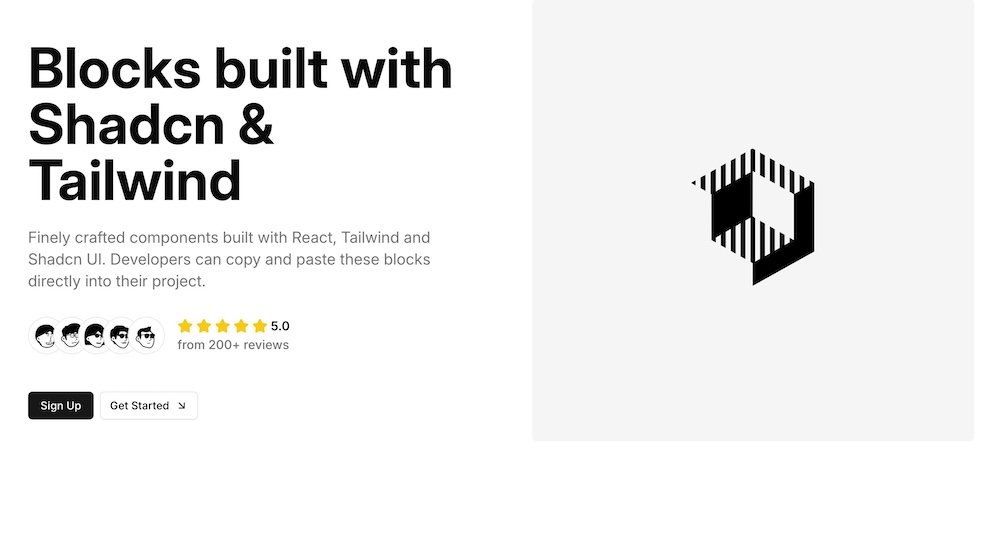 Blocks built with
Shadcn &
Tailwind
Finely crafted components built with React, Tailwind and
Shadcn UI. Developers can copy and paste these blocks
directly into their project.
5.0
from 200+ reviews
Sign Up
Get Started